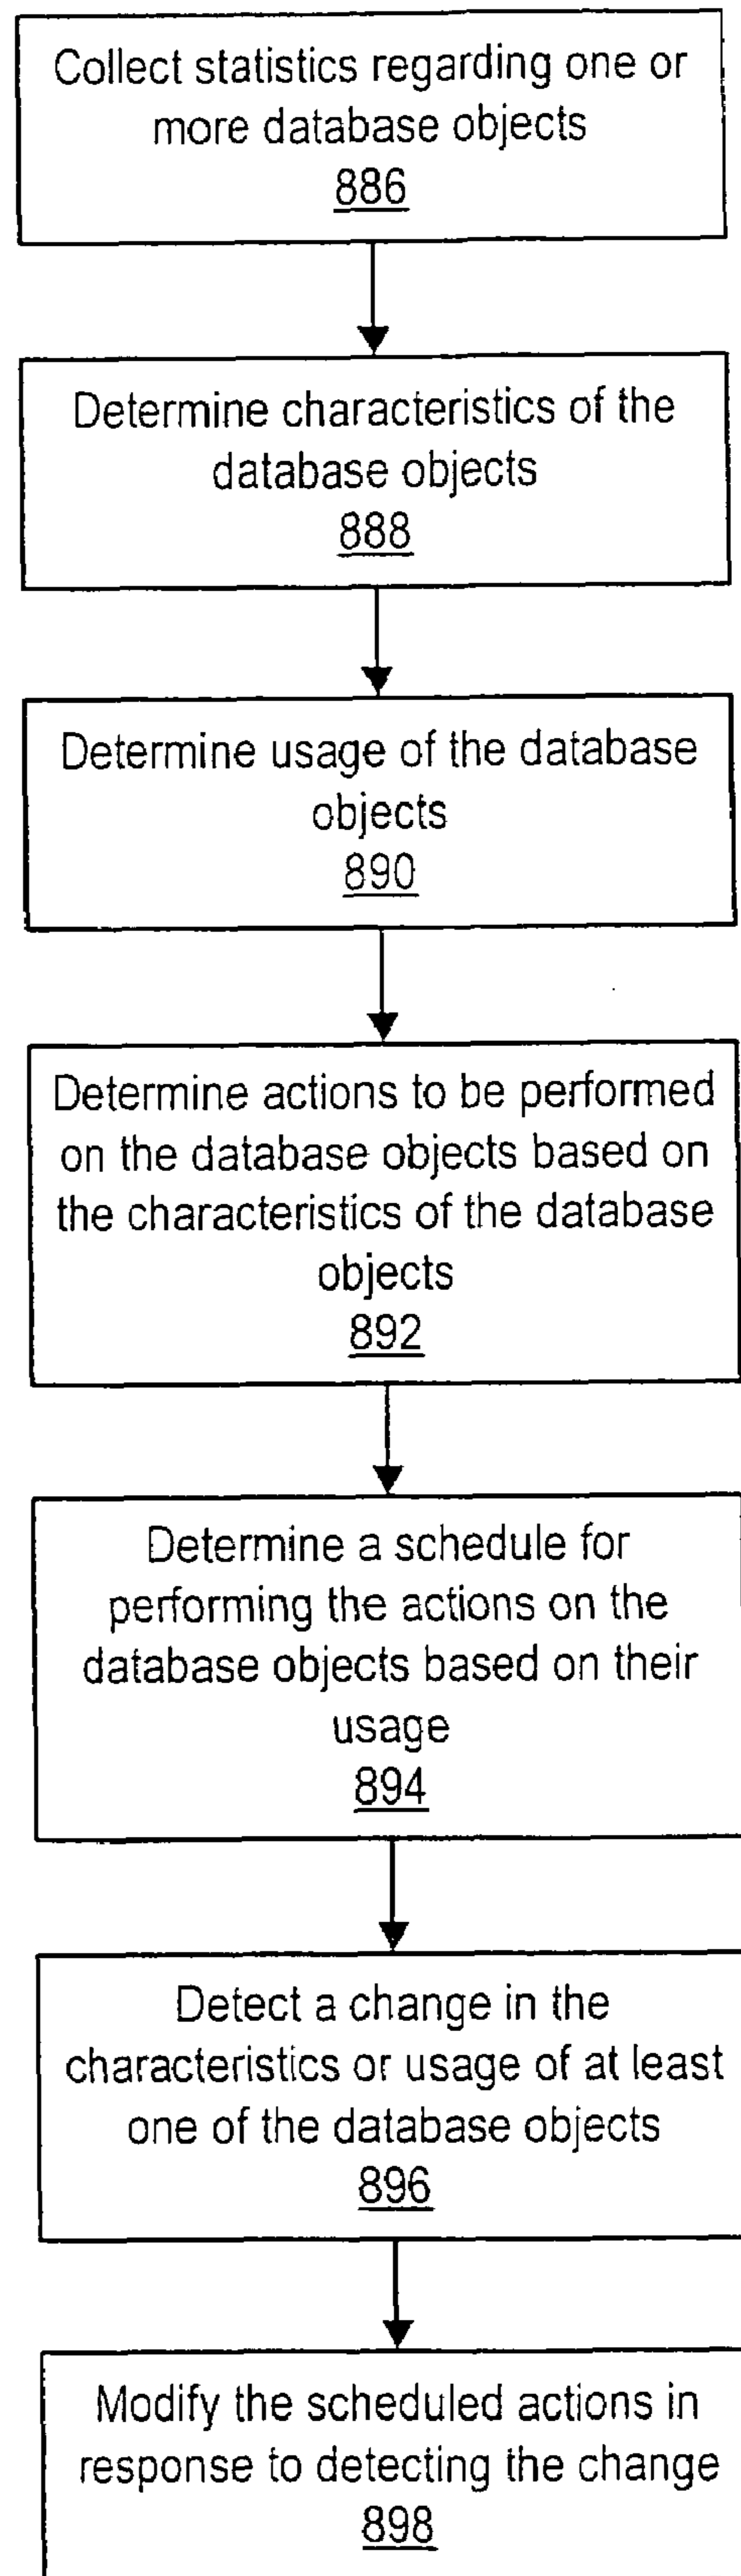 Collect statistics regarding one or
more database objects
886
Determine characteristics of the
database objects
888
Determine usage of the database
objects
890
Determine actions to be performed
on the database objects based on
the characteristics of the database
objects
892
Determine a schedule for
performing the actions on the
database objects based on their
usage
894
Detect a change in the
characteristics or usage of at least
one of the database objects
896
Modify the scheduled actions in
response to detecting the change
898